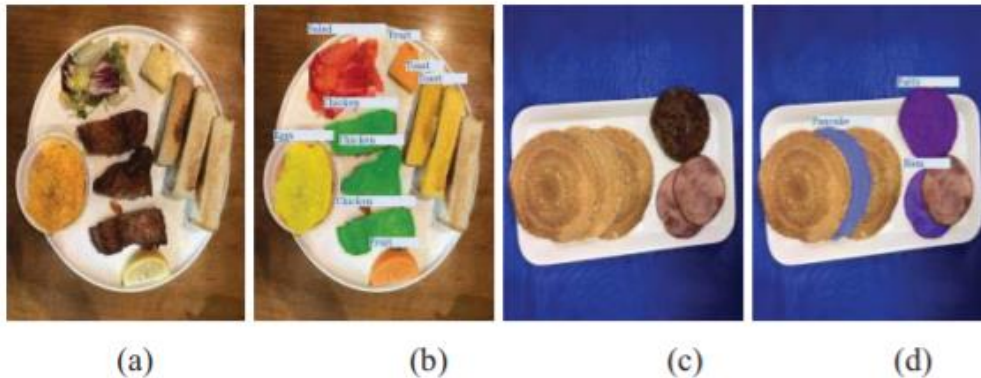 Salad
Fruit
Toast
Toast
Chicken
Eggs
Chicken
Chicken
Fruit
Patty
Pancake
Ham
(a)
(b)
(c)
(d)